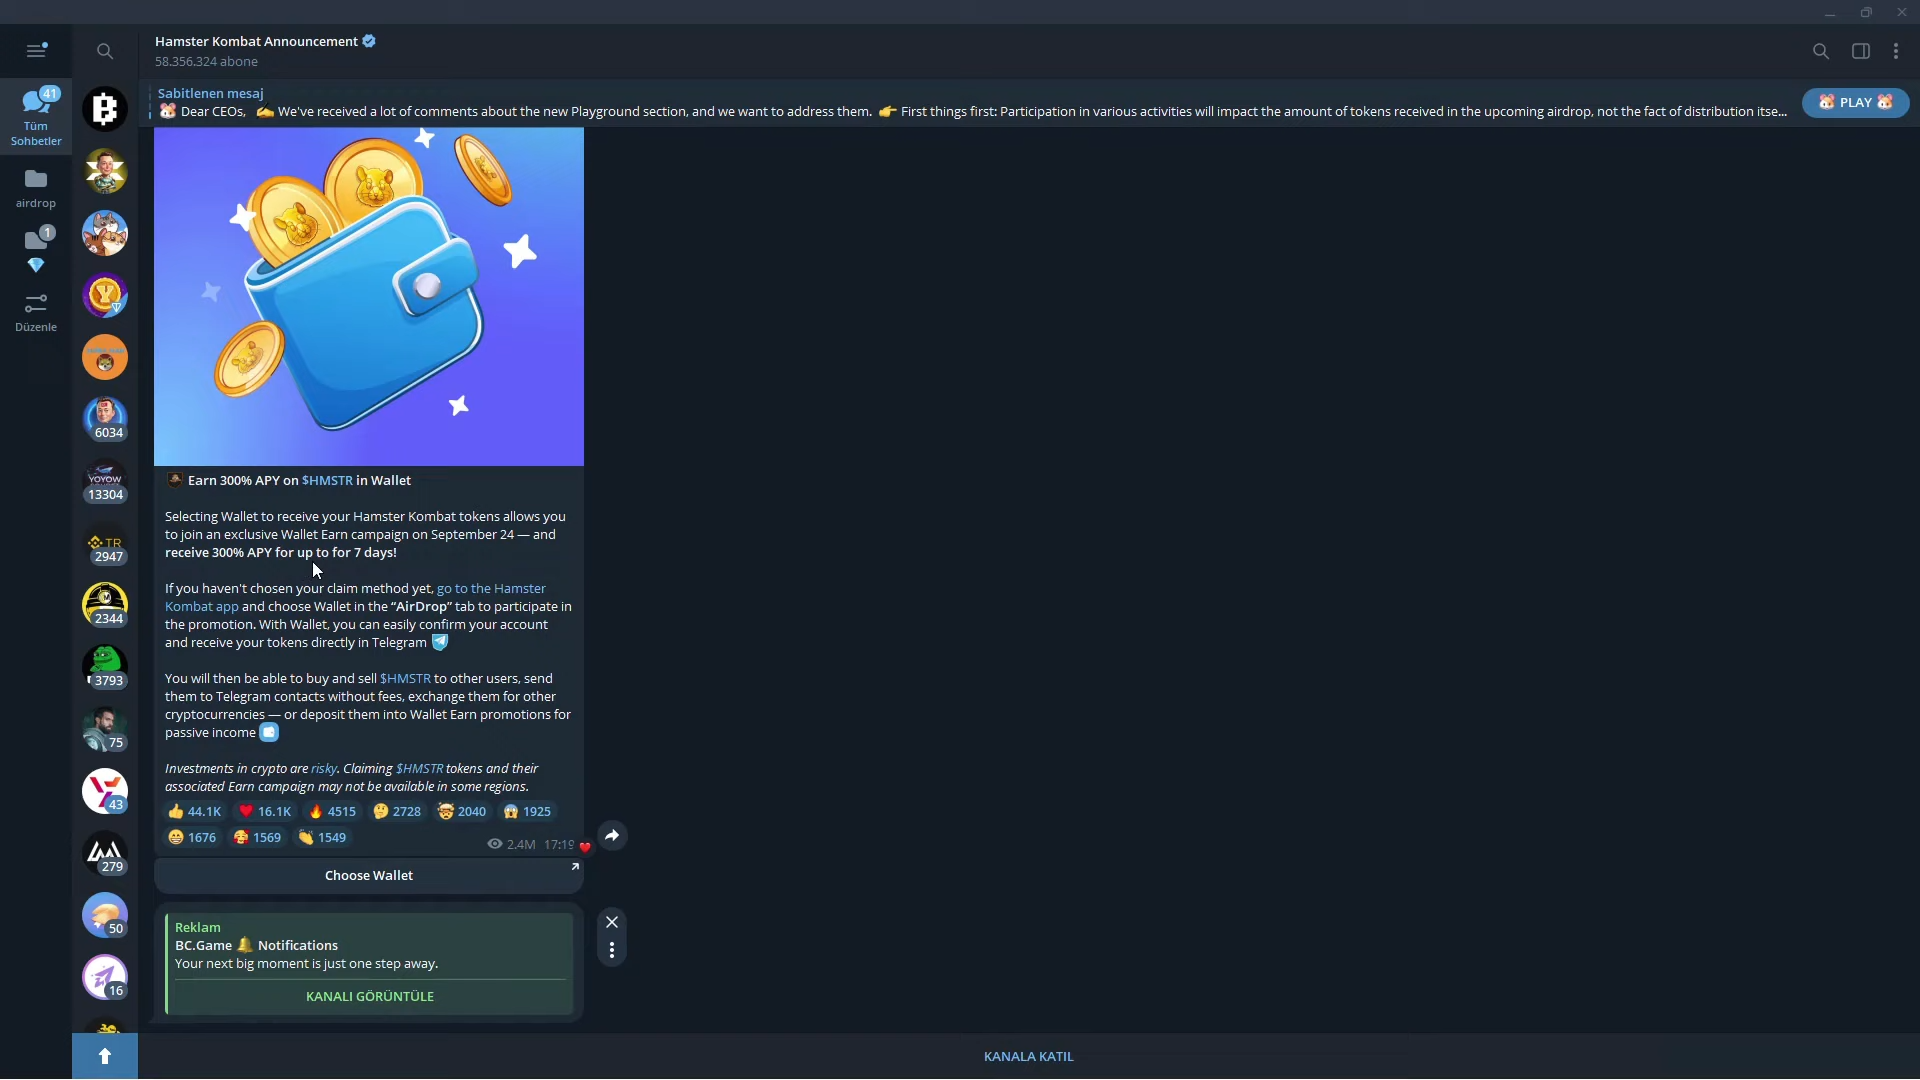 Hamster Kombat Announcement
58.356.324 abone
Sabitlenen mesaj
🐹 Dear CEOs, ✍️ We've received a lot of comments about the new Playground section, and we want to address them. 👉 First things first: Participation in various activities will impact the amount of tokens received in the upcoming airdrop, not the fact of distribution itse...
🐹 PLAY 🐹
41
Tüm
Sohbetler
airdrop
1
Düzenle
6034
YOYOW
13304
TR
2947
2344
3793
75
43
279
50
16
Earn 300% APY on $HMSTR in Wallet
Selecting Wallet to receive your Hamster Kombat tokens allows you
to join an exclusive Wallet Earn campaign on September 24 — and
receive 300% APY for up to for 7 days!
If you haven't chosen your claim method yet, go to the Hamster
Kombat app and choose Wallet in the “AirDrop” tab to participate in
the promotion. With Wallet, you can easily confirm your account
and receive your tokens directly in Telegram
You will then be able to buy and sell $HMSTR to other users, send
them to Telegram contacts without fees, exchange them for other
cryptocurrencies — or deposit them into Wallet Earn promotions for
passive income
Investments in crypto are risky. Claiming $HMSTR tokens and their
associated Earn campaign may not be available in some regions.
👍 44.1K ❤️ 16.1K 🔥 4515 🤔 2728 🤯 2040 😱 1925
😁 1676 🥰 1569 👏 1549
2.4M 17:19
Choose Wallet
Reklam
BC.Game 🔔 Notifications
Your next big moment is just one step away.
KANALI GÖRÜNTÜLE
KANALA KATIL